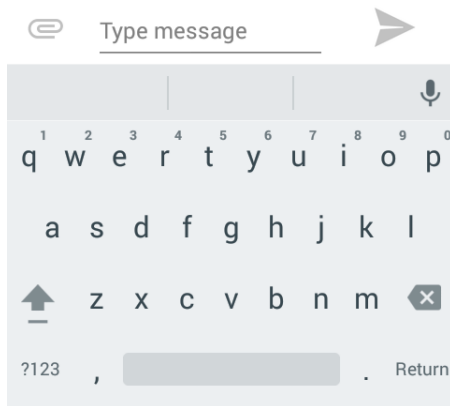 Type message
1 2 3 4 5 6 7 8 9 0
q w e r t y u i o p
a s d f g h j k l
z x c v b n m
?123 , . Return